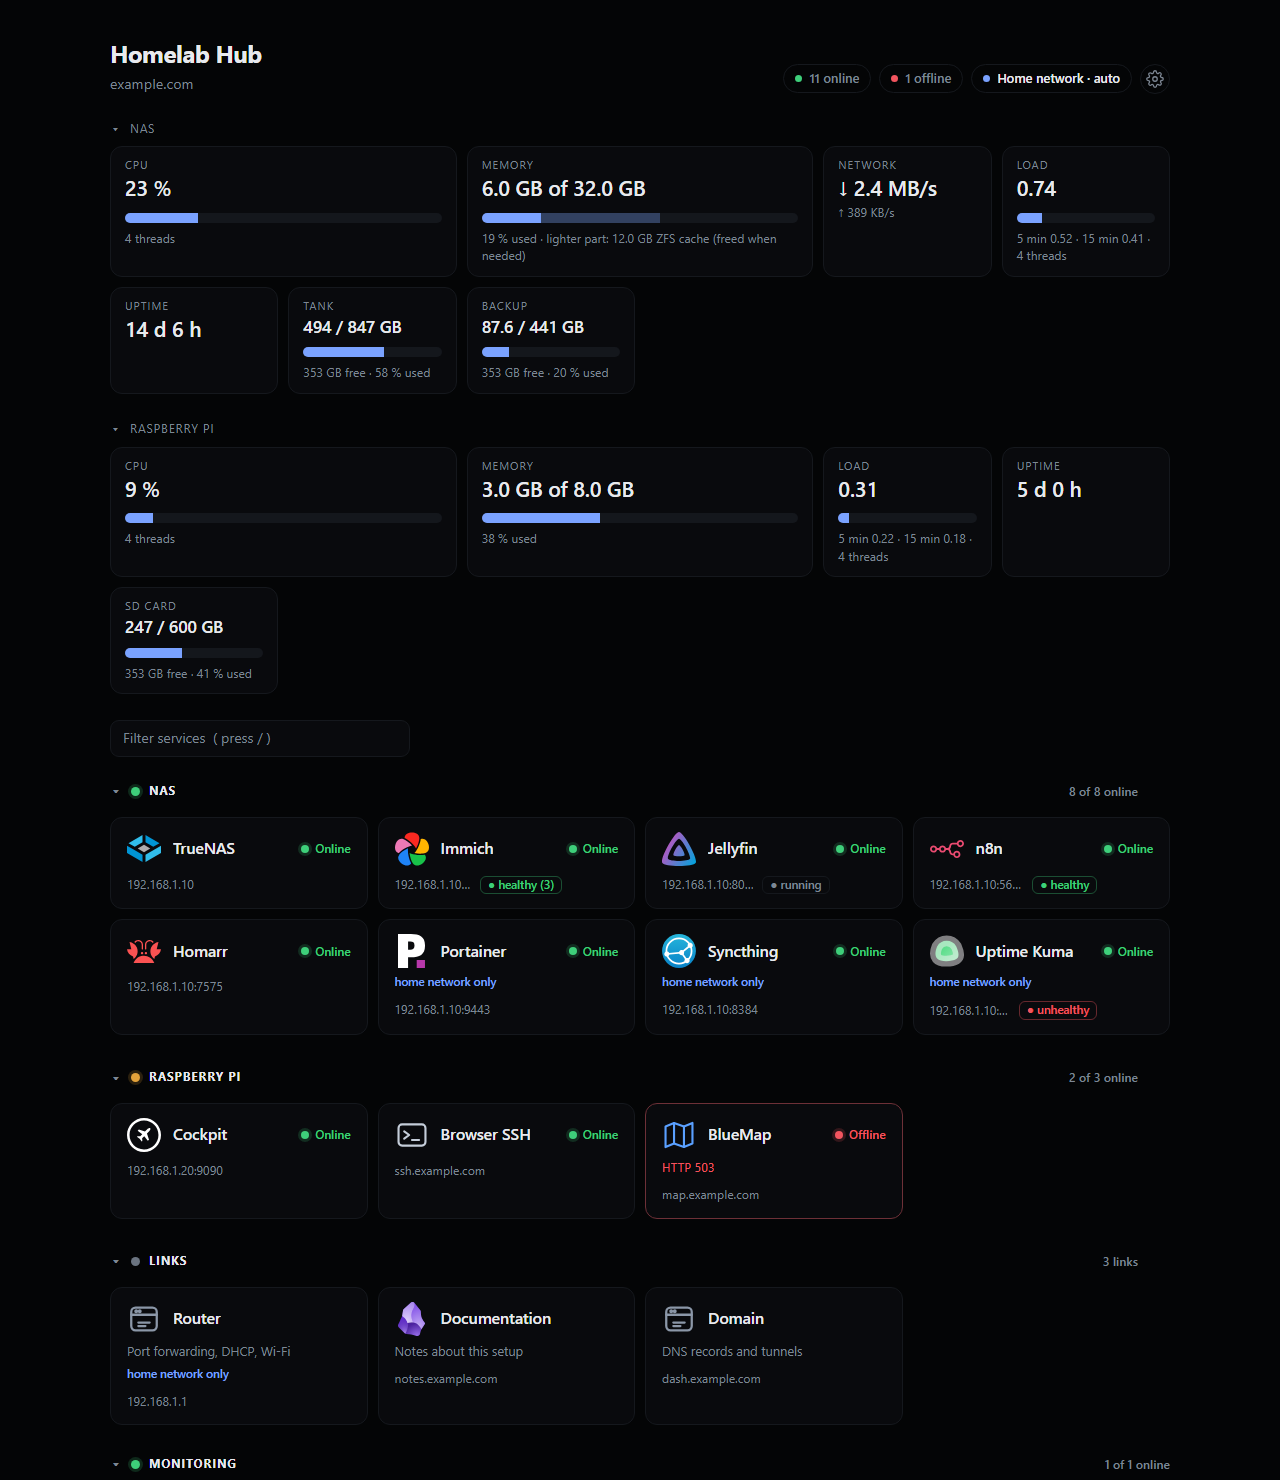 Homelab Hub
example.com
11 online
1 offline
Home network · auto
NAS
CPU
23 %
4 threads
MEMORY
6.0 GB of 32.0 GB
19 % used · lighter part: 12.0 GB ZFS cache (freed when
needed)
NETWORK
↓ 2.4 MB/s
↑ 389 KB/s
LOAD
0.74
5 min 0.52 · 15 min 0.41 ·
4 threads
UPTIME
14 d 6 h
TANK
494 / 847 GB
353 GB free · 58 % used
BACKUP
87.6 / 441 GB
353 GB free · 20 % used
RASPBERRY PI
CPU
9 %
4 threads
MEMORY
3.0 GB of 8.0 GB
38 % used
LOAD
0.31
5 min 0.22 · 15 min 0.18 ·
4 threads
UPTIME
5 d 0 h
SD CARD
247 / 600 GB
353 GB free · 41 % used
Filter services ( press / )
NAS
8 of 8 online
TrueNAS
Online
192.168.1.10
Immich
Online
192.168.1.10...
healthy (3)
Jellyfin
Online
192.168.1.10:80...
running
n8n
Online
192.168.1.10:56...
healthy
Homarr
Online
192.168.1.10:7575
Portainer
Online
home network only
192.168.1.10:9443
Syncthing
Online
home network only
192.168.1.10:8384
Uptime Kuma
Online
home network only
192.168.1.10:...
unhealthy
RASPBERRY PI
2 of 3 online
Cockpit
Online
192.168.1.20:9090
Browser SSH
Online
ssh.example.com
BlueMap
Offline
HTTP 503
map.example.com
LINKS
3 links
Router
Port forwarding, DHCP, Wi-Fi
home network only
192.168.1.1
Documentation
Notes about this setup
notes.example.com
Domain
DNS records and tunnels
dash.example.com
MONITORING
1 of 1 online